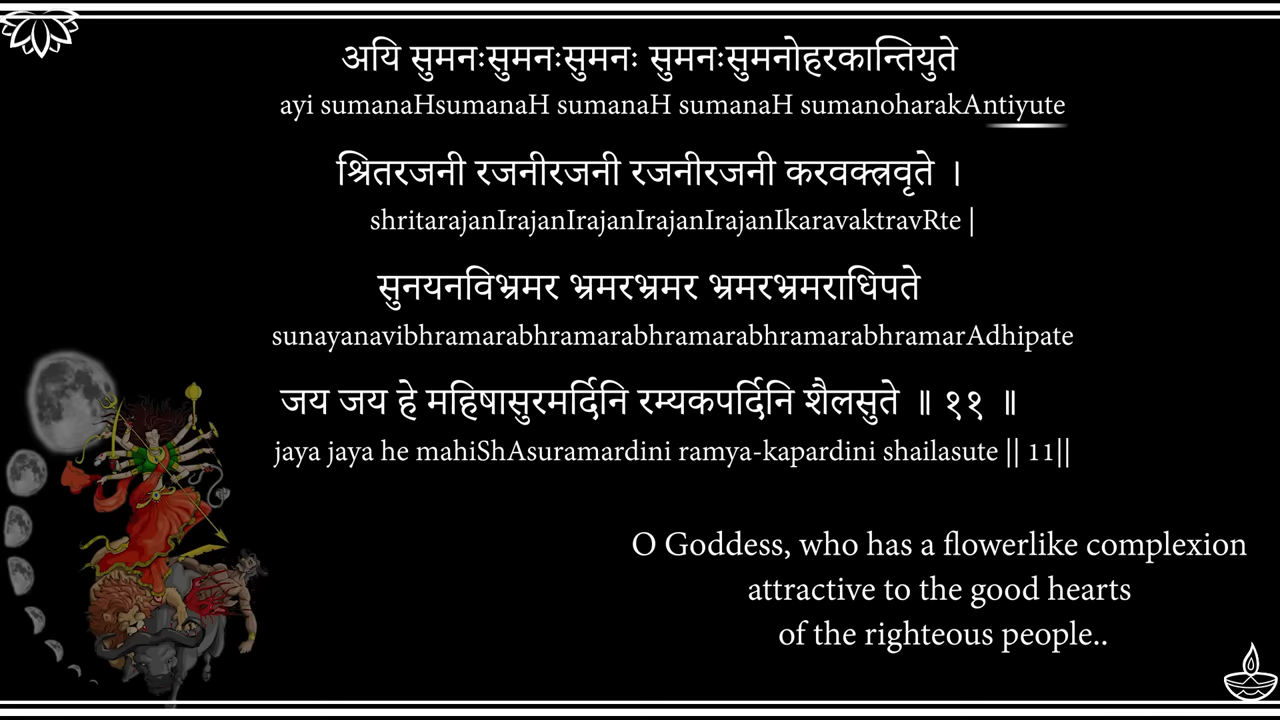 अयि सुमनःसुमनःसुमनः सुमनःसुमनोहरकान्तियुते
ayi sumanaHsumanaH sumanaH sumanaH sumanoharakAntiyute
श्रितरजनी रजनीरजनी रजनीरजनी करवक्त्रवृते ।
shritarajanIrajanIrajanIrajanIrajanIkaravaktravRte |
सुनयनविभ्रमर भ्रमरभ्रमर भ्रमरभ्रमराधिपते
sunayanavibhramarabhramarabhramarabhramarabhramarAdhipate
जय जय हे महिषासुरमर्दिनि रम्यकपर्दिनि शैलसुते ॥ ११ ॥
jaya jaya he mahiShAsuramardini ramya-kapardini shailasute || 11||
O Goddess, who has a flowerlike complexion
attractive to the good hearts
of the righteous people..